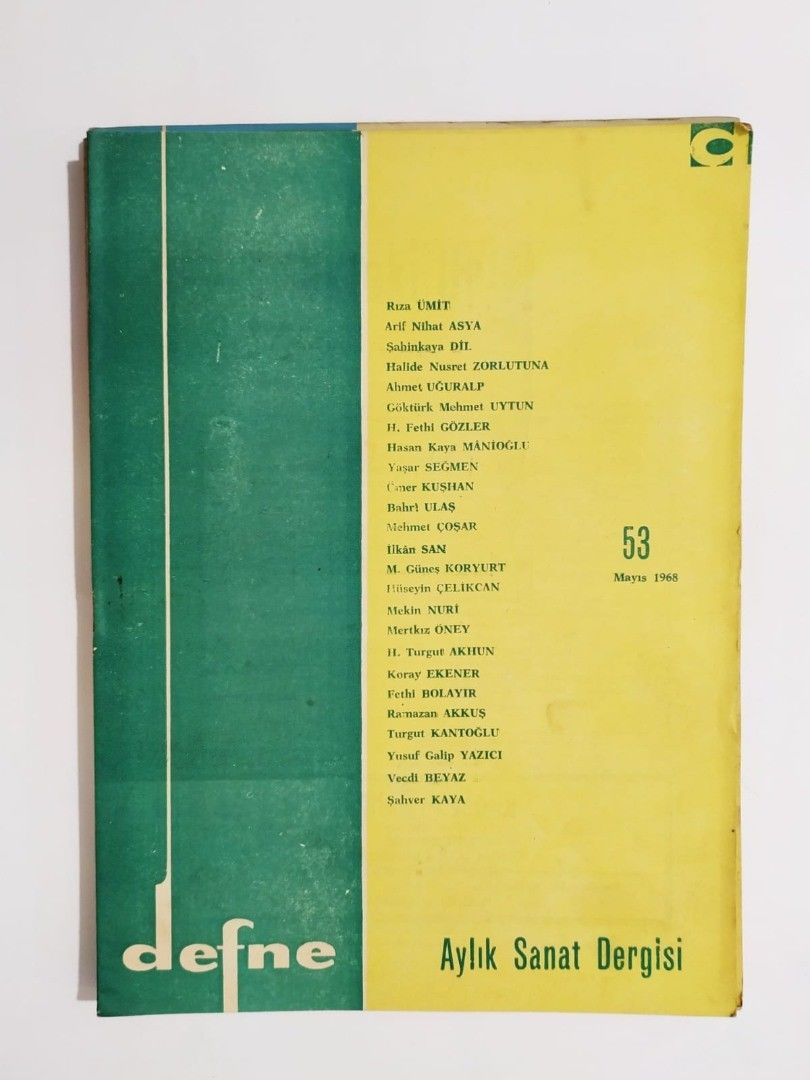 Rıza ÜMİT
Arif Nihat ASYA
Şahinkaya DİL
Halide Nusret ZORLUTUNA
Ahmet UĞURALP
Göktürk Mehmet UYTUN
H. Fethi GÖZLER
Hasan Kaya MÂNİOĞLU
Yaşar SEĞMEN
Ömer KUŞHAN
Bahri ULAŞ
Mehmet ÇOŞAR
İlkân SAN
M. Güneş KORYURT
Hüseyin ÇELİKCAN
Mekin NURİ
Mertkız ÖNEY
H. Turgut AKHUN
Koray EKENER
Fethi BOLAYIR
Ramazan AKKUŞ
Turgut KANTOĞLU
Yusuf Galip YAZICI
Vecdi BEYAZ
Şahver KAYA
53
Mayıs 1968
defne
Aylık Sanat Dergisi